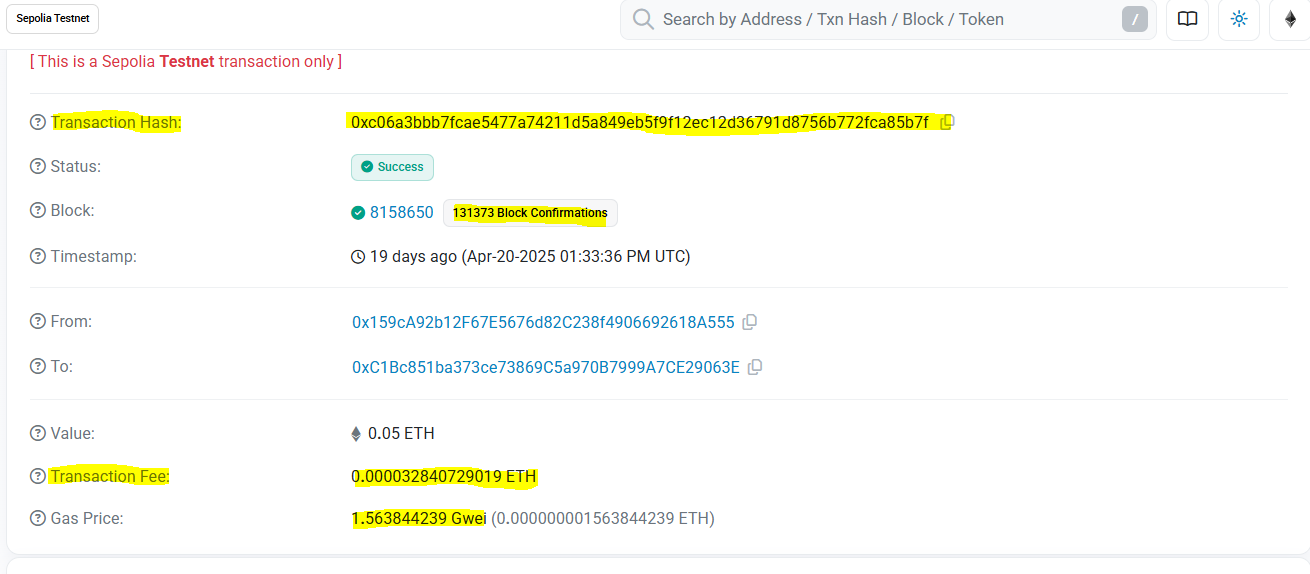 Sepolia Testnet
Search by Address / Txn Hash / Block / Token /
[ This is a Sepolia Testnet transaction only ]
Transaction Hash: 0xc06a3bbb7fcae5477a74211d5a849eb5f9f12ec12d36791d8756b772fca85b7f
Status: Success
Block: 8158650 131373 Block Confirmations
Timestamp: 19 days ago (Apr-20-2025 01:33:36 PM UTC)
From: 0x159cA92b12F67E5676d82C238f4906692618A555
To: 0xC1Bc851ba373ce73869C5a970B7999A7CE29063E
Value: 0.05 ETH
Transaction Fee: 0.000032840729019 ETH
Gas Price: 1.563844239 Gwei (0.000000001563844239 ETH)